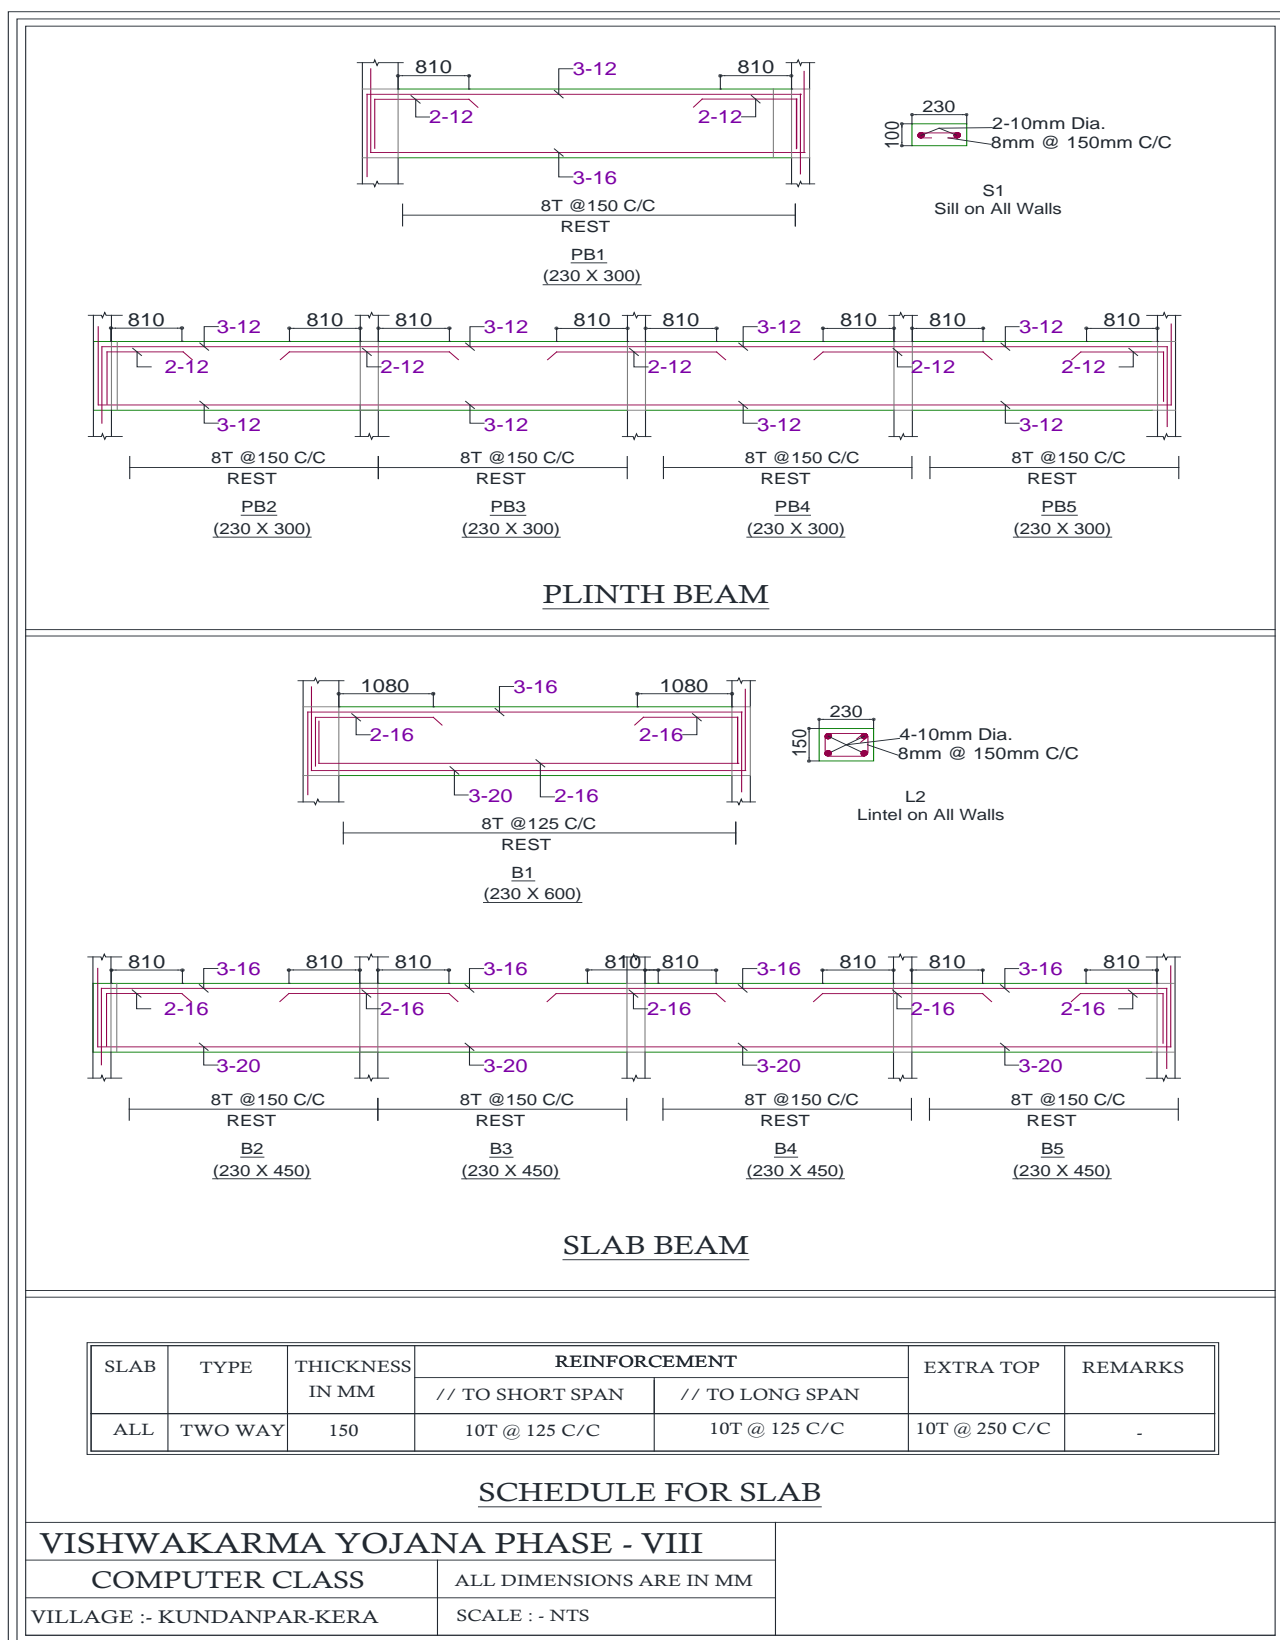 810 3-12 810
2-12 2-12
3-16
8T @150 C/C
REST
PB1
(230 X 300)
230
100
2-10mm Dia.
8mm @ 150mm C/C
S1
Sill on All Walls
810 3-12 810 810 3-12 810 810 3-12 810 810 3-12 810
2-12 2-12 2-12 2-12 2-12
3-12 3-12 3-12 3-12
8T @150 C/C 8T @150 C/C 8T @150 C/C 8T @150 C/C
REST REST REST REST
PB2 PB3 PB4 PB5
(230 X 300) (230 X 300) (230 X 300) (230 X 300)
PLINTH BEAM
1080 3-16 1080
2-16 2-16
3-20 2-16
8T @125 C/C
REST
B1
(230 X 600)
230
150
4-10mm Dia.
8mm @ 150mm C/C
L2
Lintel on All Walls
810 3-16 810 810 3-16 810 810 3-16 810 810 3-16 810
2-16 2-16 2-16 2-16 2-16
3-20 3-20 3-20 3-20
8T @150 C/C 8T @150 C/C 8T @150 C/C 8T @150 C/C
REST REST REST REST
B2 B3 B4 B5
(230 X 450) (230 X 450) (230 X 450) (230 X 450)
SLAB BEAM
SLAB TYPE THICKNESS IN MM REINFORCEMENT EXTRA TOP REMARKS
// TO SHORT SPAN // TO LONG SPAN
ALL TWO WAY 150 10T @ 125 C/C 10T @ 125 C/C 10T @ 250 C/C -
SCHEDULE FOR SLAB
VISHWAKARMA YOJANA PHASE - VIII
COMPUTER CLASS ALL DIMENSIONS ARE IN MM
VILLAGE :- KUNDANPAR-KERA SCALE : - NTS